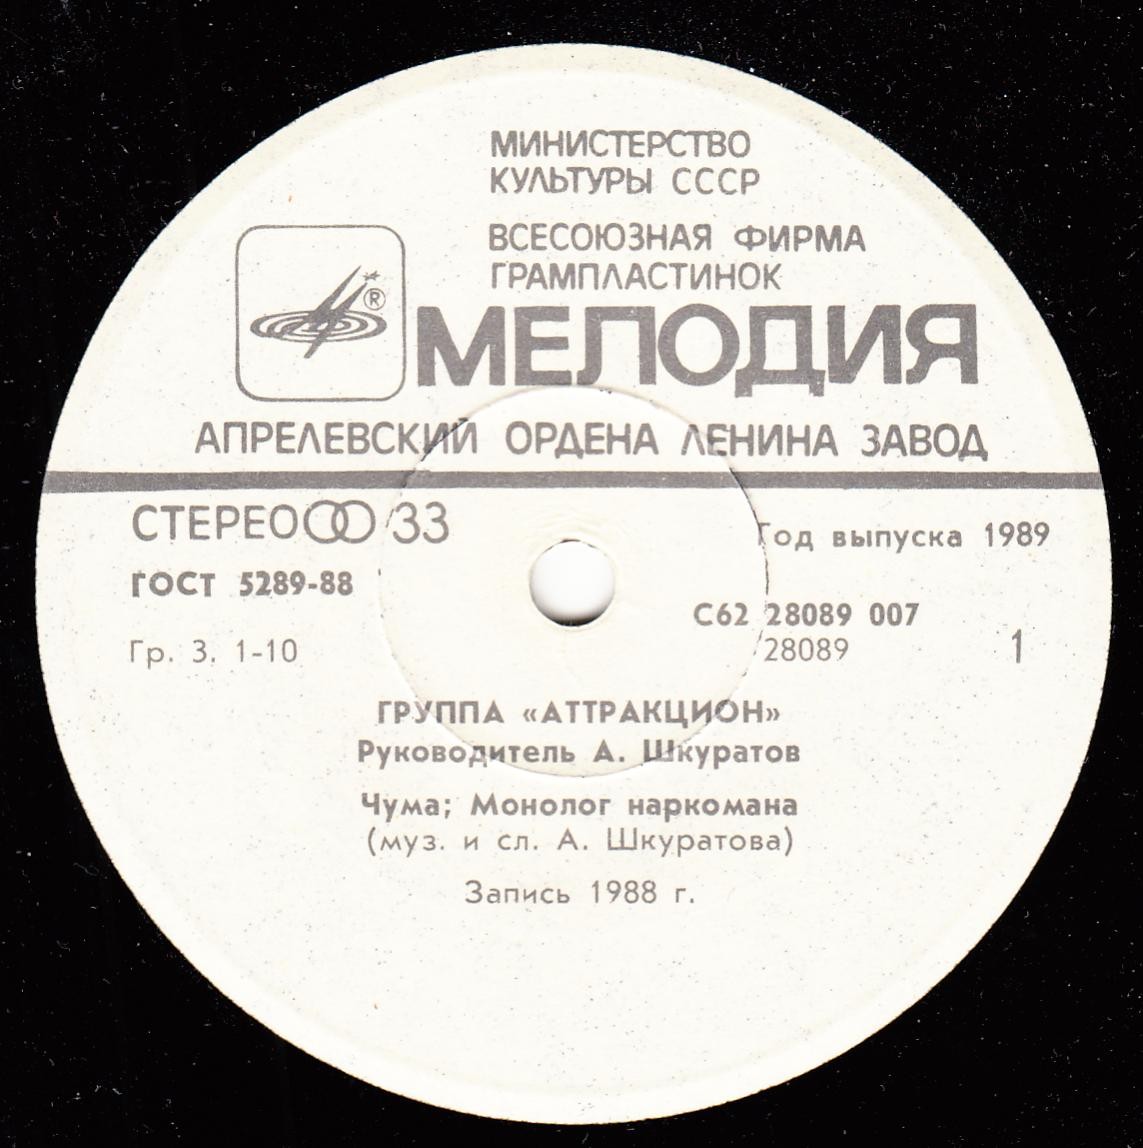 МИНИСТЕРСТВО
КУЛЬТУРЫ СССР
ВСЕСОЮЗНАЯ ФИРМА
ГРАМПЛАСТИНОК
®
МЕЛОДИЯ
АПРЕЛЕВСКИЙ ОРДЕНА ЛЕНИНА ЗАВОД
СТЕРЕО 33
Год выпуска 1989
ГОСТ 5289-88
С62 28089 007
Гр. 3. 1-10
28089
1
ГРУППА «АТТРАКЦИОН»
Руководитель А. Шкуратов
Чума; Монолог наркомана
(муз. и сл. А. Шкуратова)
Запись 1988 г.